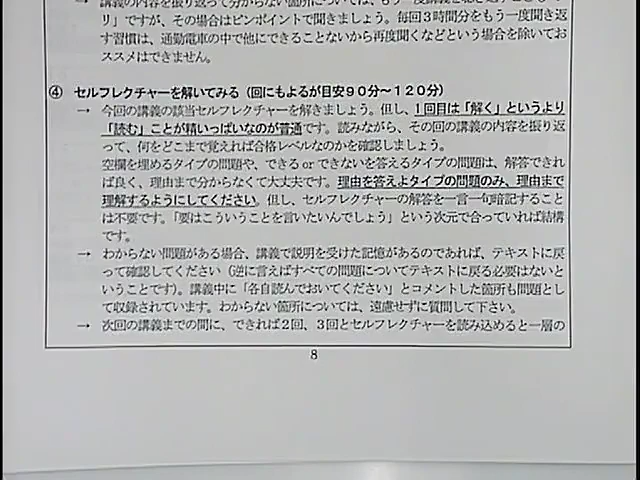 → 講義の内容を振り返って分からない箇所については、もう一度講義を聴
リ」ですが、その場合はピンポイントで聞きましょう。毎回３時間分をもう一度聞き返
す習慣は、通勤電車の中で他にできることないから再度聞くなどという場合を除いてお
ススメはできません。
④ セルフレクチャーを解いてみる（回にもよるが目安９０分～１２０分）
→ 今回の講義の該当セルフレクチャーを解きましょう。但し、１回目は「解く」というより
「読む」ことが精いっぱいなのが普通です。読みながら、その回の講義の内容を振り返
って、何をどこまで覚えれば合格レベルなのかを確認しましょう。
空欄を埋めるタイプの問題や、できる or できないを答えるタイプの問題は、解答できれ
ば良く、理由まで分からなくて大丈夫です。理由を答えよタイプの問題のみ、理由まで
理解するようにしてください。但し、セルフレクチャーの解答を一言一句暗記すること
は不要です。「要はこういうことを言いたいんでしょう」という次元で合っていれば結構
です。
→ わからない問題がある場合、講義で説明を受けた記憶があるのであれば、テキストに戻
って確認してください（逆に言えばすべての問題についてテキストに戻る必要はないと
いうことです）。講義中に「各自読んでおいてください」とコメントした箇所も問題とし
て収録されています。わからない箇所については、遠慮せずに質問して下さい。
→ 次回の講義までの間に、できれば２回、３回とセルフレクチャーを読み込めると一層の
8